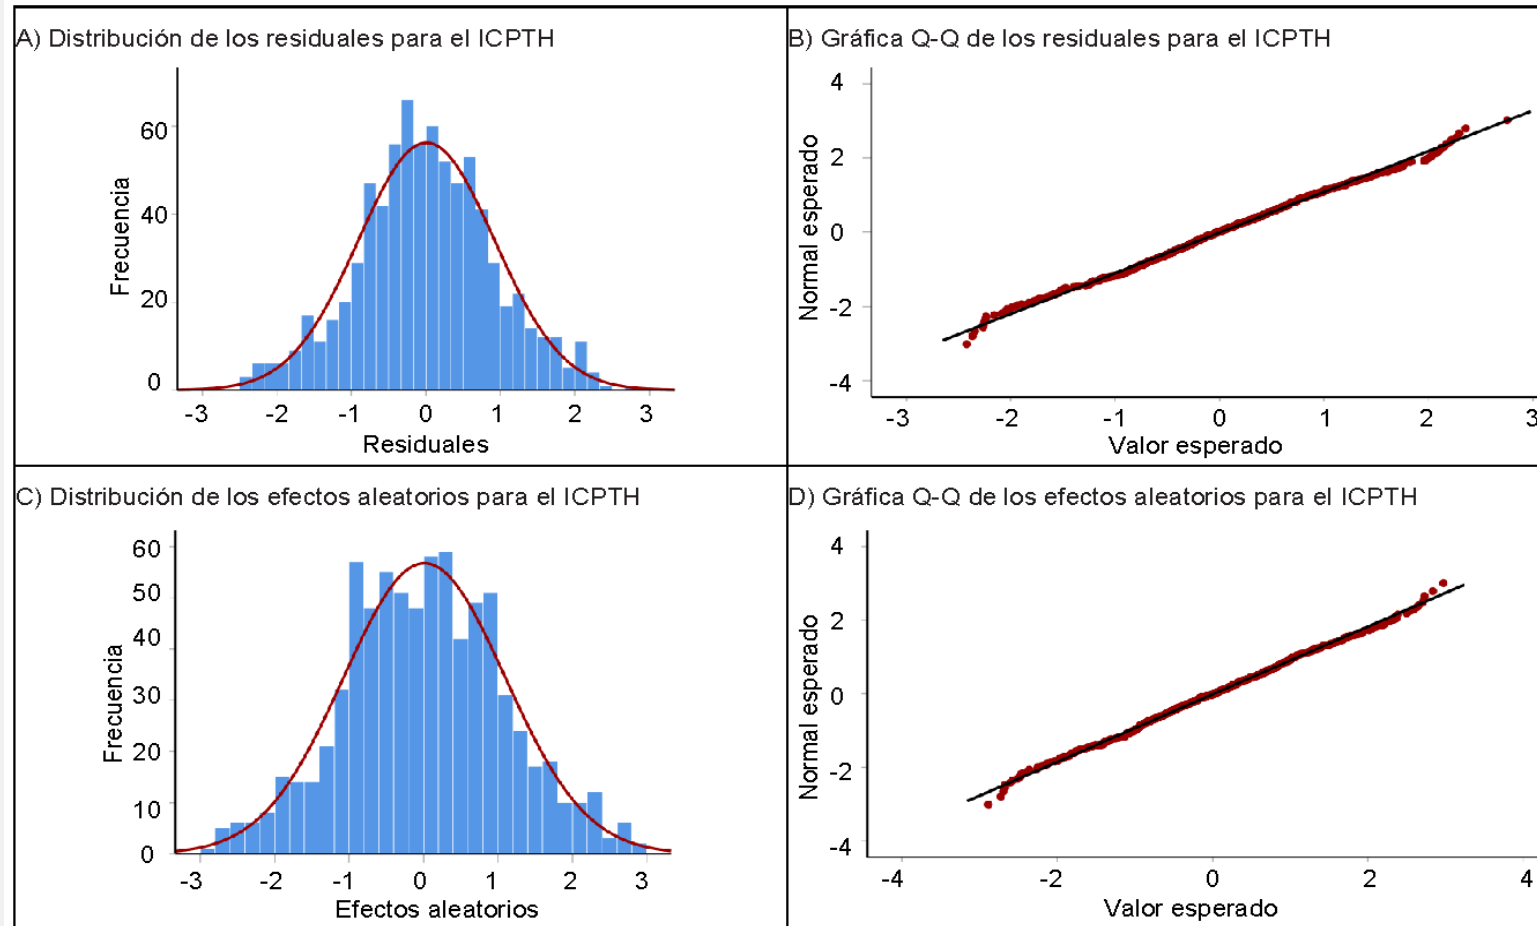 A) Distribución de los residuales para el ICPTH
60
40
20
0
Frecuencia
-3 -2 -1 0 1 2 3
Residuales
B) Gráfica Q-Q de los residuales para el ICPTH
4
2
0
-2
-4
Normal esperado
-3 -2 -1 0 1 2 3
Valor esperado
C) Distribución de los efectos aleatorios para el ICPTH
60
50
40
30
20
10
0
Frecuencia
-3 -2 -1 0 1 2 3
Efectos aleatorios
D) Gráfica Q-Q de los efectos aleatorios para el ICPTH
4
2
0
-2
-4
Normal esperado
-4 -2 0 2 4
Valor esperado